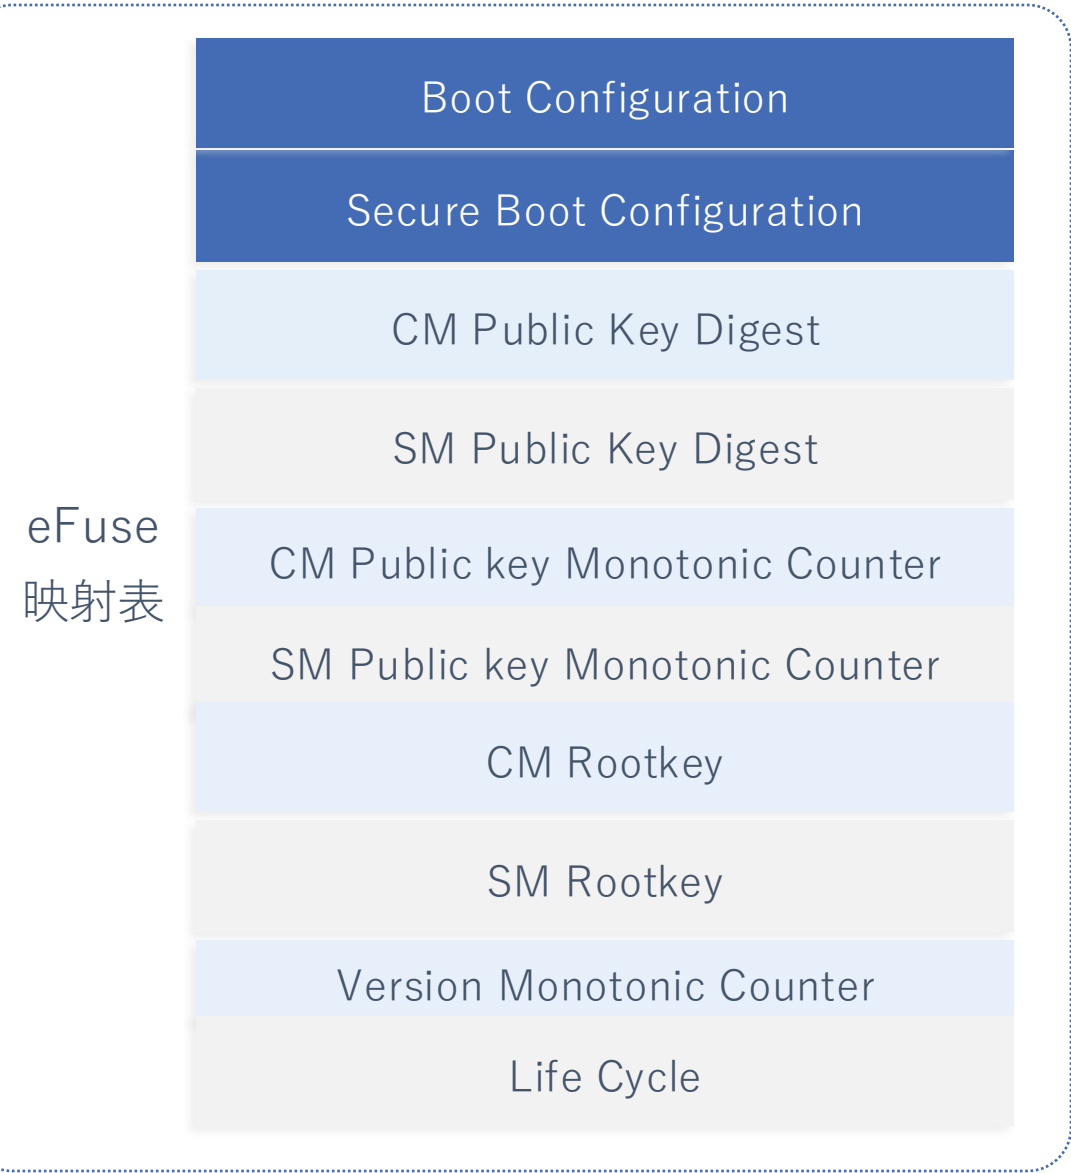 Boot Configuration
Secure Boot Configuration
CM Public Key Digest
SM Public Key Digest
eFuse
映射表
CM Public key Monotonic Counter
SM Public key Monotonic Counter
CM Rootkey
SM Rootkey
Version Monotonic Counter
Life Cycle